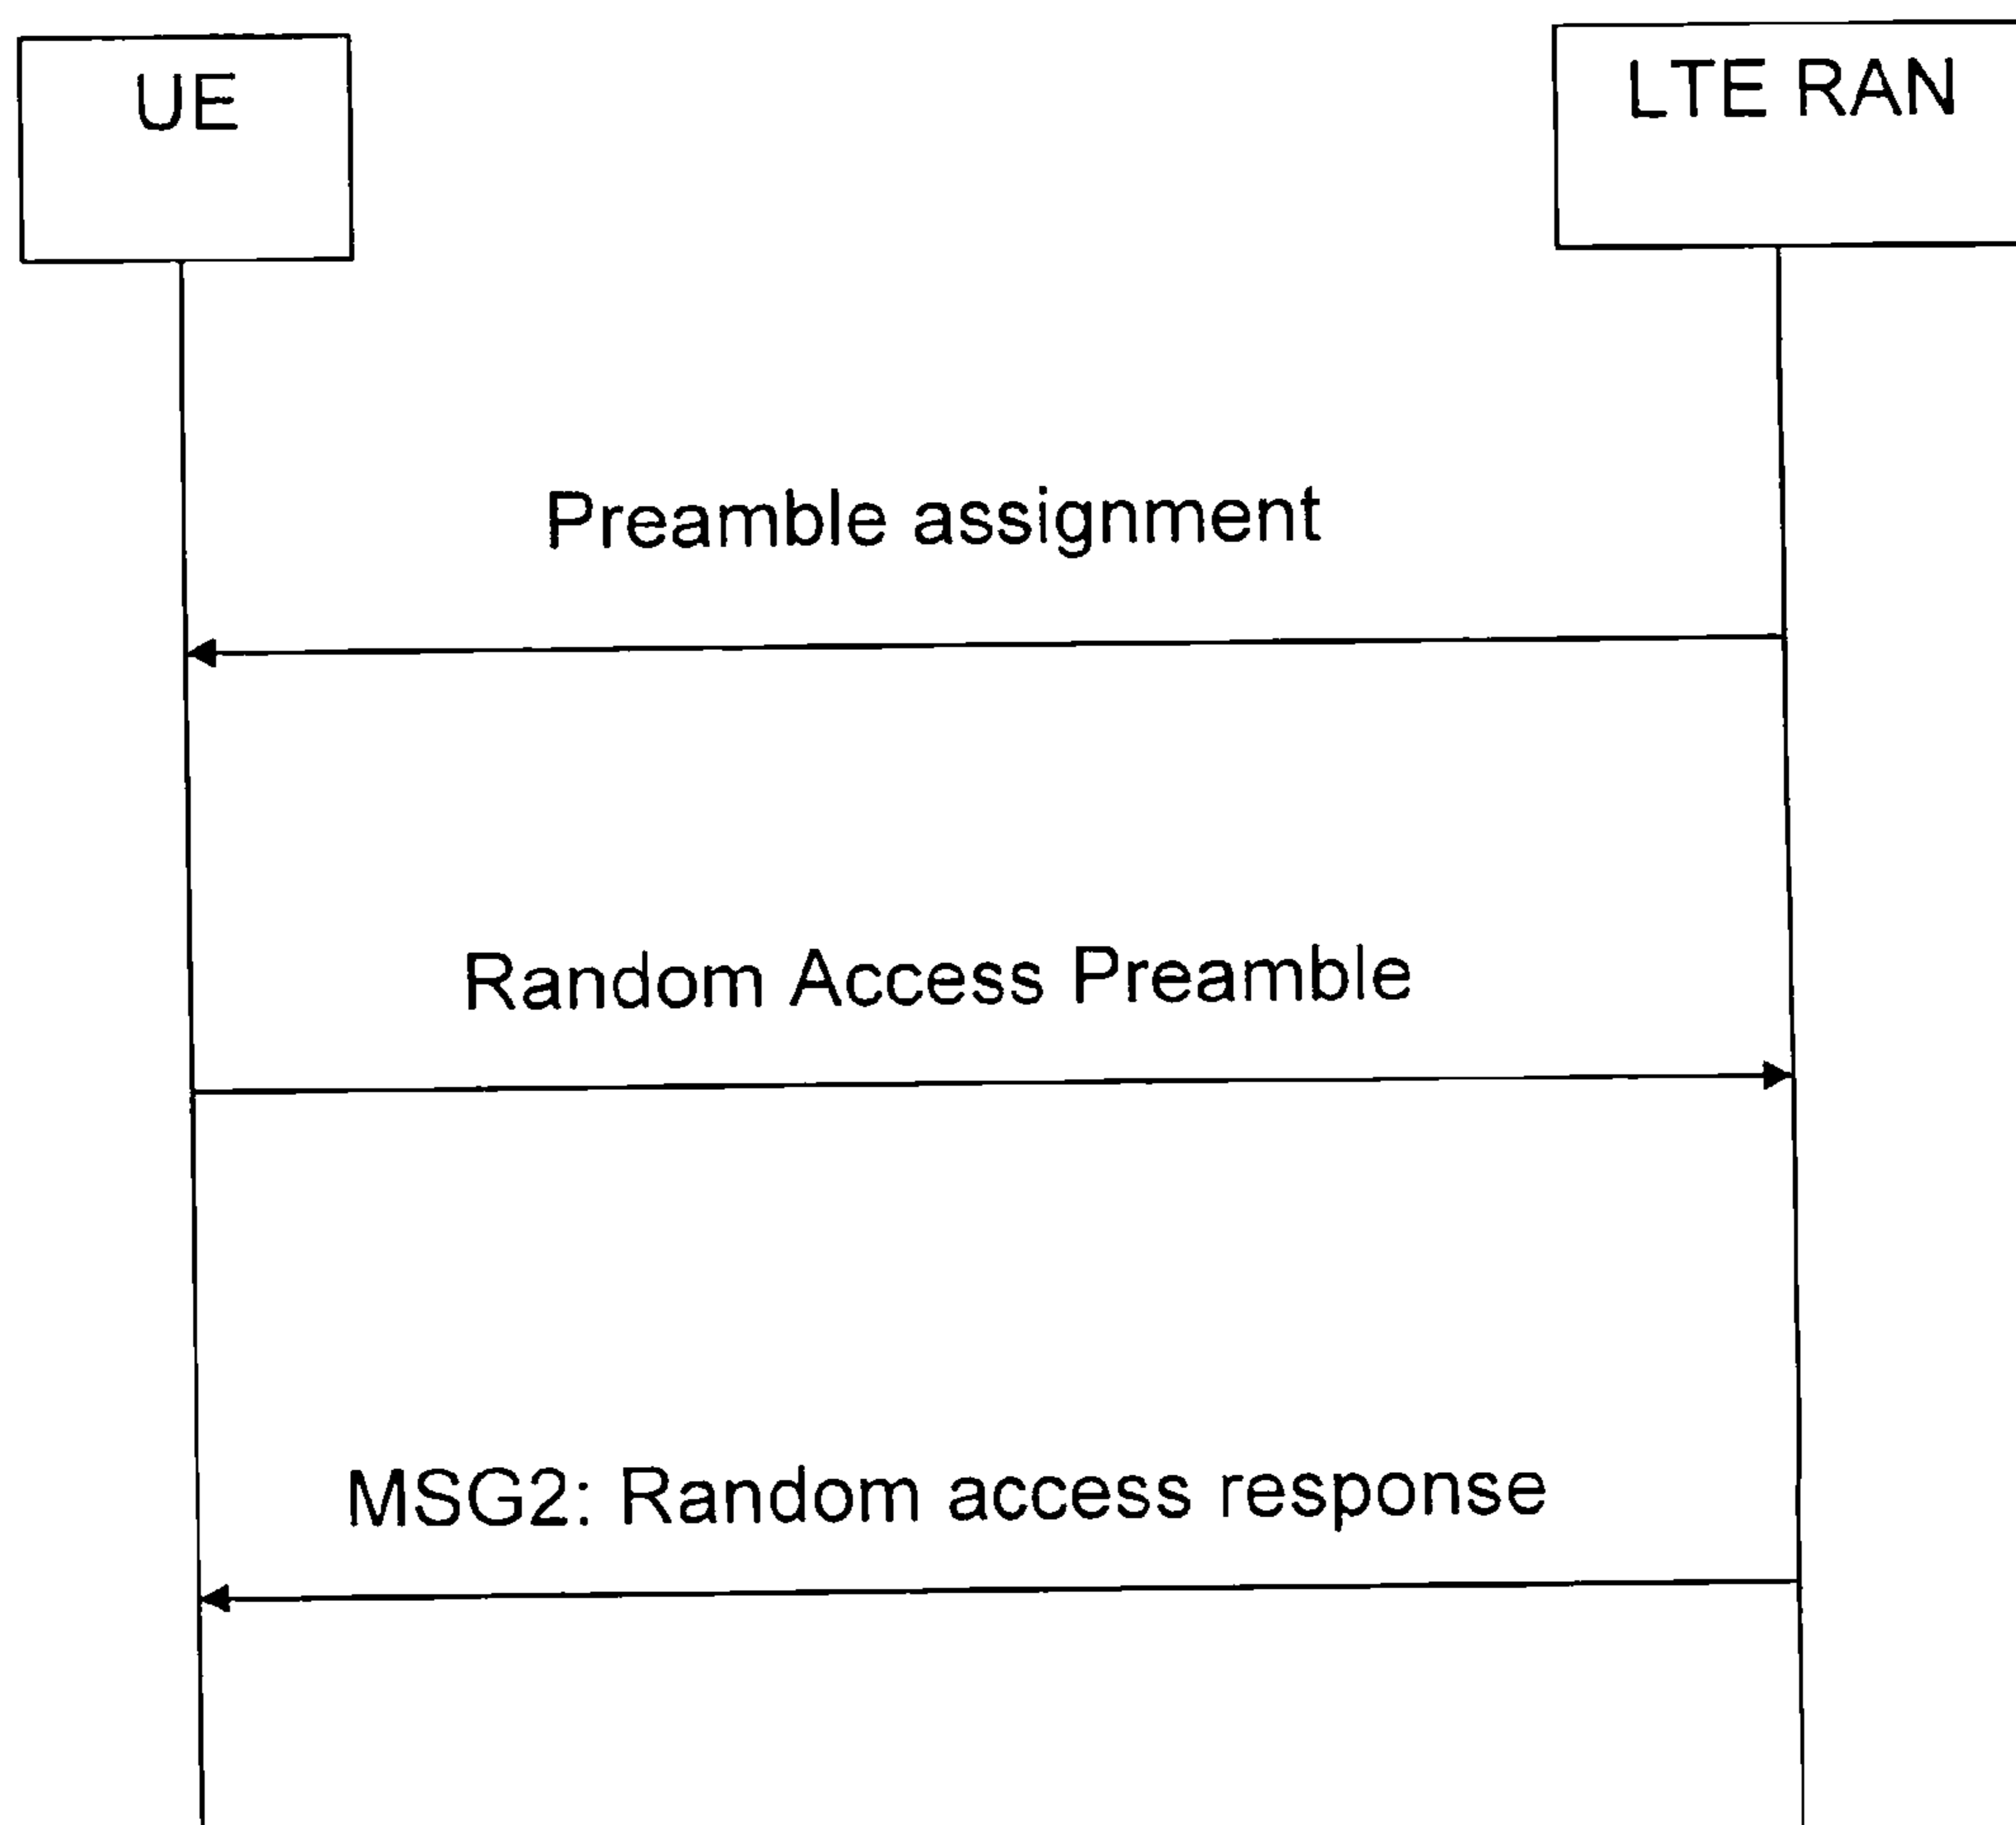 UE
LTE RAN
Preamble assignment
Random Access Preamble
MSG2: Random access response